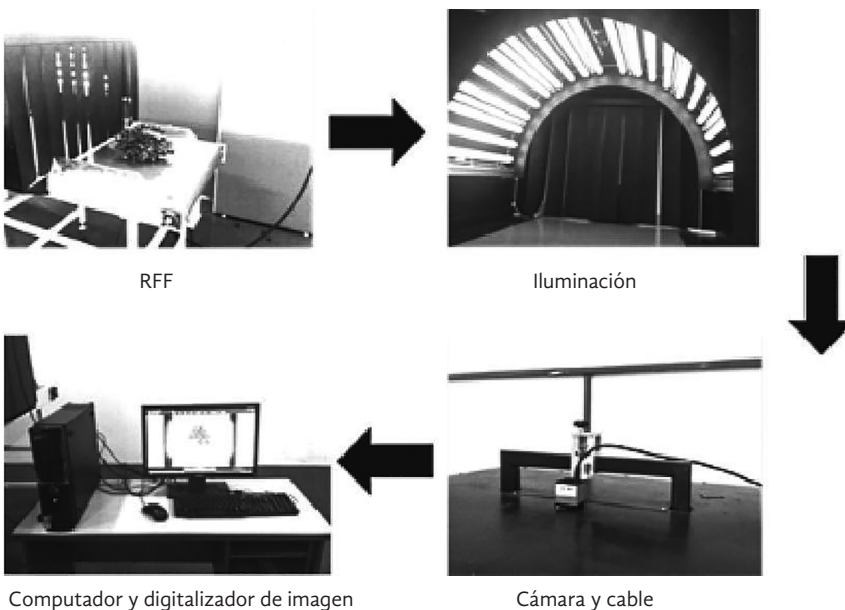 RFF
Iluminación
Computador y digitalizador de imagen
Cámara y cable